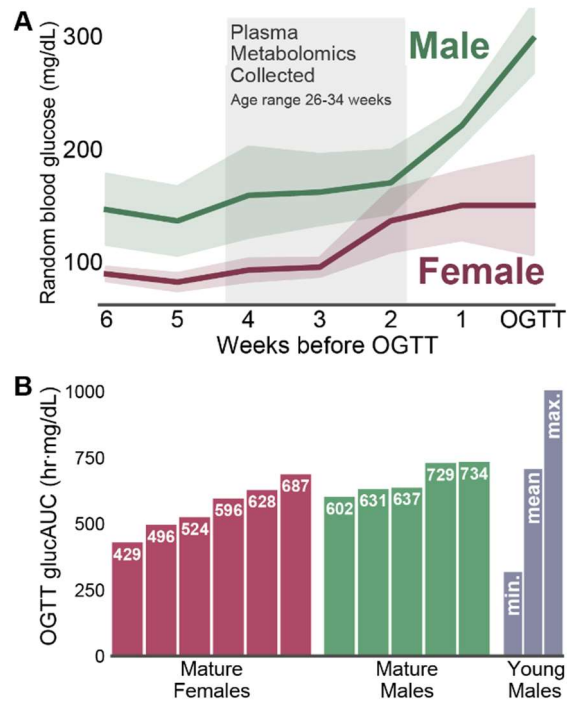 A
Random blood glucose (mg/dL)
300
200
100
Plasma
Metabolomics
Collected
Age range 26-34 weeks
Male
Female
6 5 4 3 2 1 OGTT
Weeks before OGTT
B
OGTT glucAUC (hr·mg/dL)
1000
750
500
250
0
429 496 524 596 628 687
602 631 637 729 734
min. mean max.
Mature
Females
Mature
Males
Young
Males